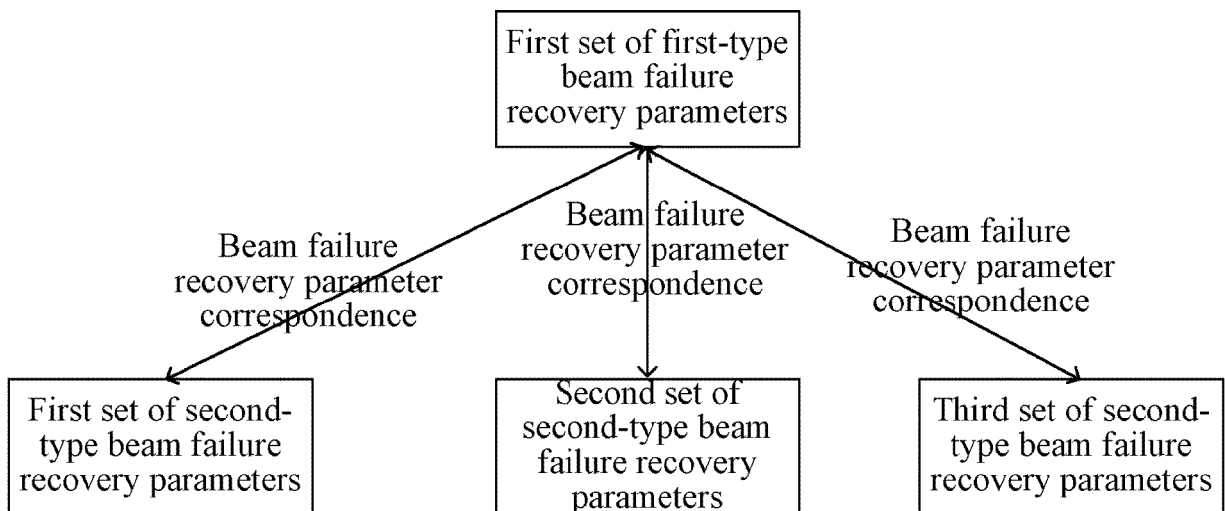 First set of first-type
beam failure
recovery parameters
Beam failure
recovery parameter
correspondence
Beam failure
recovery parameter
correspondence
Beam failure
recovery parameter
correspondence
First set of second-
type beam failure
recovery parameters
Second set of
second-type beam
failure recovery
parameters
Third set of second-
type beam failure
recovery parameters